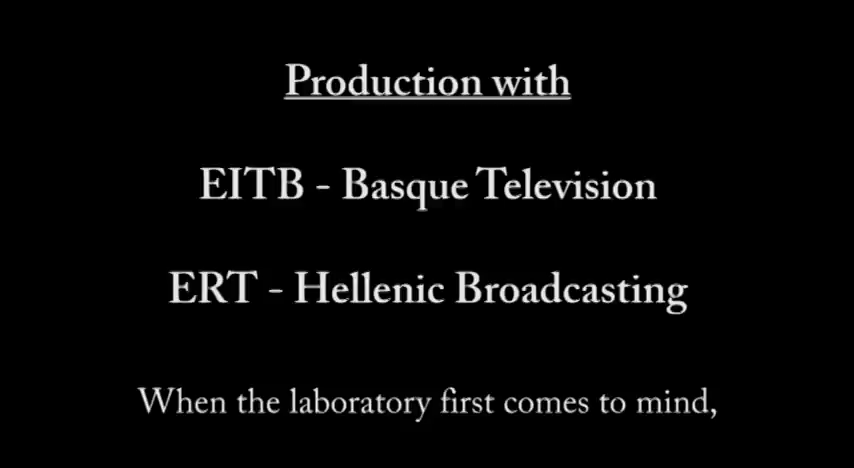 Production with
EITB - Basque Television
ERT - Hellenic Broadcasting
When the laboratory first comes to mind,